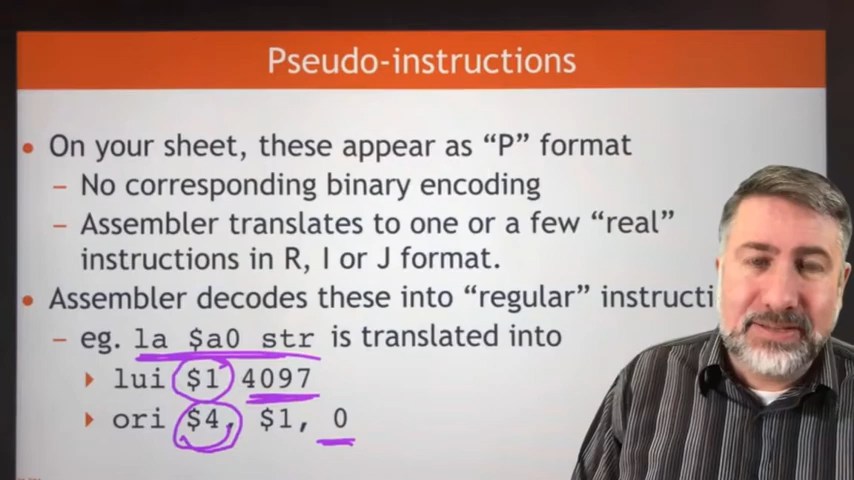 Pseudo-instructions
• On your sheet, these appear as “P” format
– No corresponding binary encoding
– Assembler translates to one or a few “real”
instructions in R, I or J format.
• Assembler decodes these into “regular” instructi
– eg. la $a0 str is translated into
lui $1 4097
ori $4, $1, 0